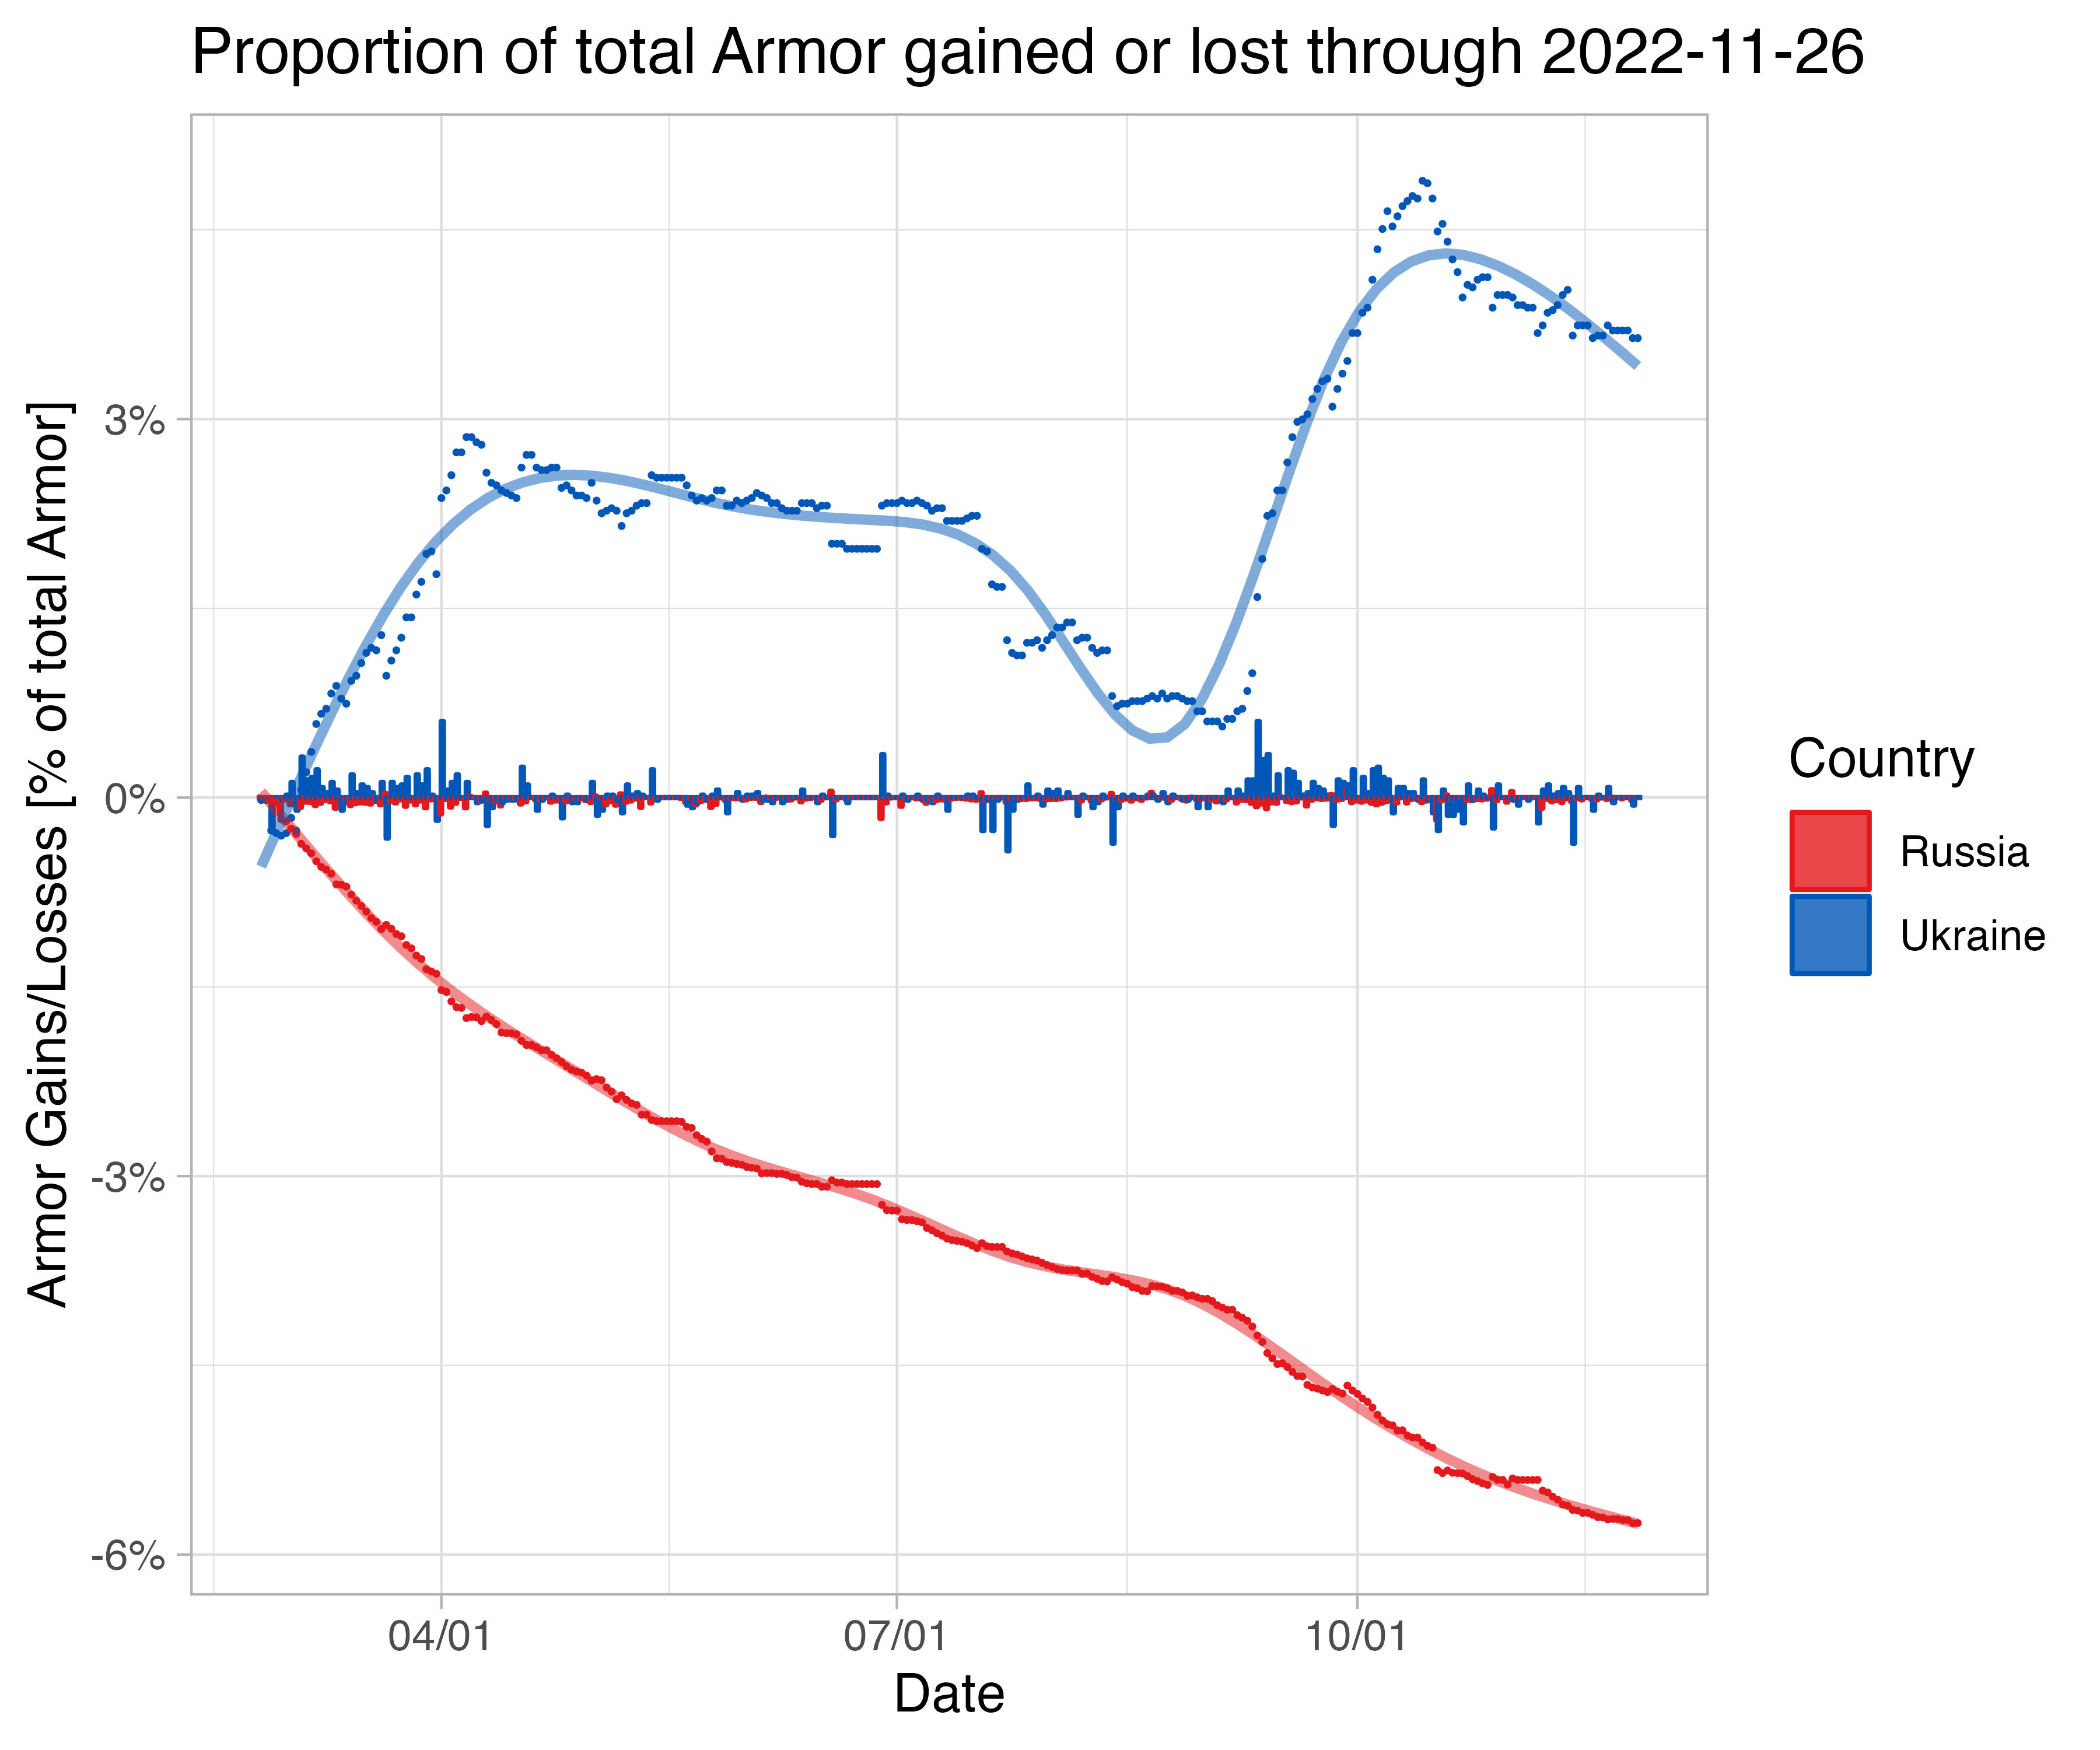 Proportion of total Armor gained or lost through 2022-11-26
Armor Gains/Losses [% of total Armor]
3%
0%
-3%
-6%
04/01
07/01
10/01
Date
Country
Russia
Ukraine